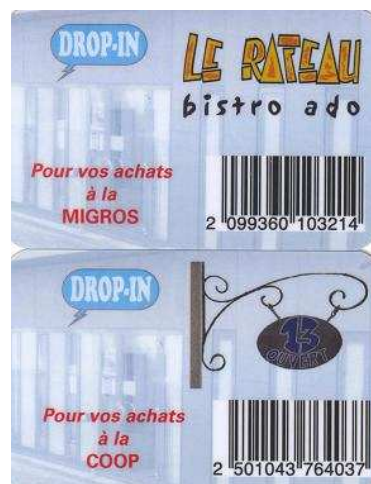 DROP-IN
LE RATEAU
bistro ado
Pour vos achats
à la
MIGROS
2 099360 103214
DROP-IN
13
OUVERT
Pour vos achats
à la
COOP
2 501043 764037